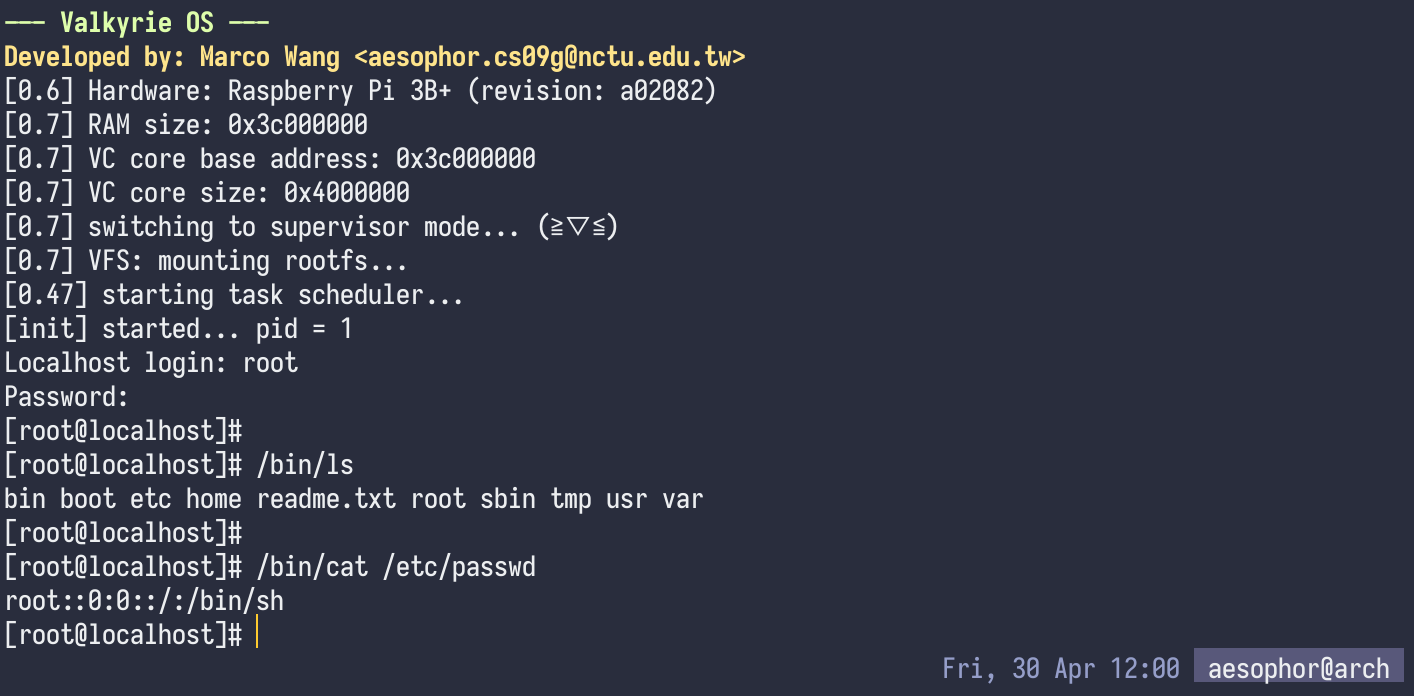 --- Valkyrie OS ---
Developed by: Marco Wang <aesophor.cs09g@nctu.edu.tw>
[0.6] Hardware: Raspberry Pi 3B+ (revision: a02082)
[0.7] RAM size: 0x3c000000
[0.7] VC core base address: 0x3c000000
[0.7] VC core size: 0x4000000
[0.7] switching to supervisor mode... (≧▽≦)
[0.7] VFS: mounting rootfs...
[0.47] starting task scheduler...
[init] started... pid = 1
Localhost login: root
Password:
[root@localhost]#
[root@localhost]# /bin/ls
bin boot etc home readme.txt root sbin tmp usr var
[root@localhost]#
[root@localhost]# /bin/cat /etc/passwd
root::0:0::/:/bin/sh
[root@localhost]#
Fri, 30 Apr 12:00 aesophor@arch